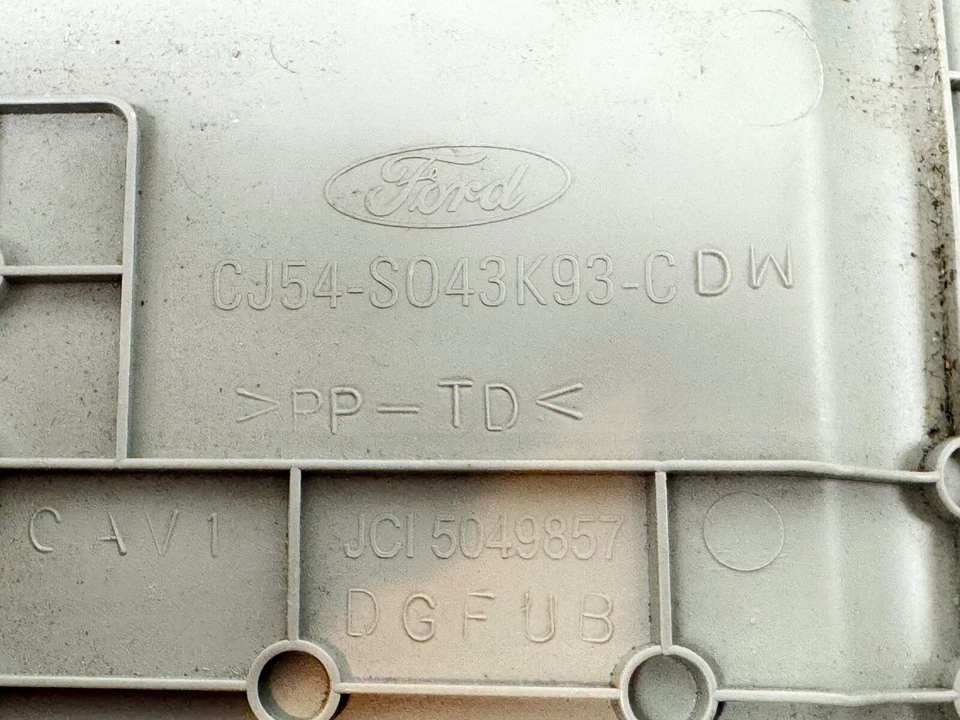 Ford
CJ54-S043K93-CDW
>PP-TD<
CAV1
JCI 5049857
DGFUB